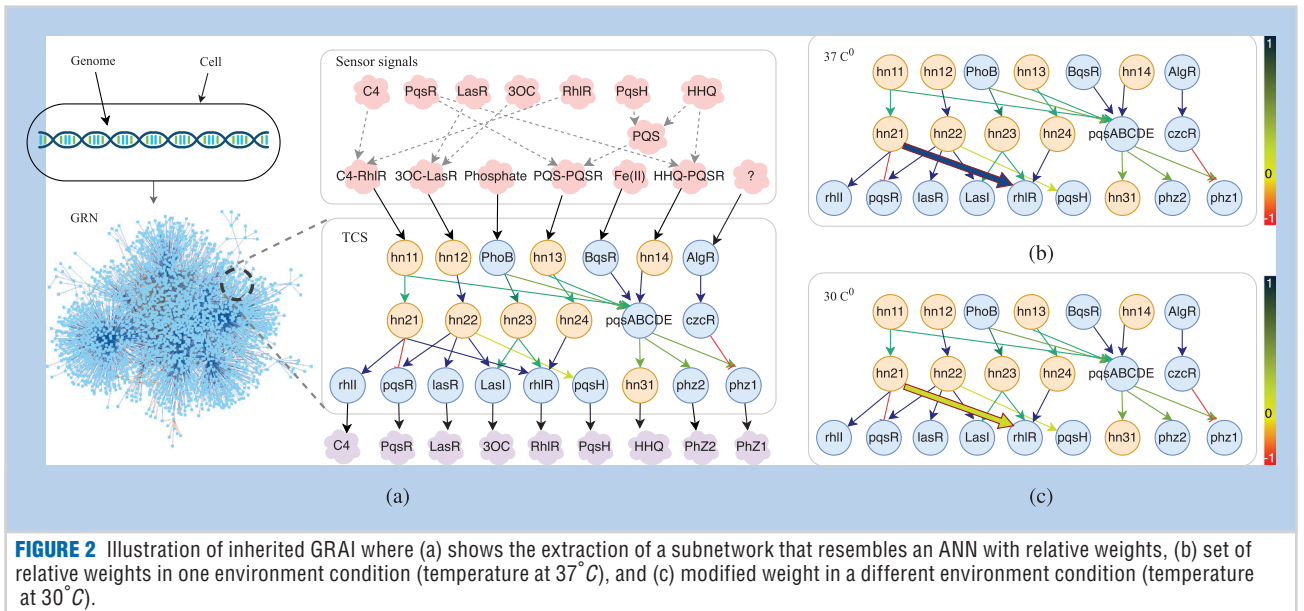 Genome
Cell
GRN
Sensor signals
C4 PqsR LasR 3OC RhlR PqsH HHQ
PQS
C4-RhlR 3OC-LasR Phosphate PQS-PQSR Fe(II) HHQ-PQSR ?
TCS
hn11 hn12 PhoB hn13 BqsR hn14 AlgR
hn21 hn22 hn23 hn24 pqsABCDE czcR
rhlI pqsR lasR LasI rhlR pqsH hn31 phz2 phz1
C4 PqsR LasR 3OC RhlR PqsH HHQ PhZ2 PhZ1
(a)
37 C⁰
hn11 hn12 PhoB hn13 BqsR hn14 AlgR
hn21 hn22 hn23 hn24 pqsABCDE czcR
rhlI pqsR lasR LasI rhlR pqsH hn31 phz2 phz1
1
0
-1
(b)
30 C⁰
hn11 hn12 PhoB hn13 BqsR hn14 AlgR
hn21 hn22 hn23 hn24 pqsABCDE czcR
rhlI pqsR lasR LasI rhlR pqsH hn31 phz2 phz1
1
0
-1
(c)
FIGURE 2 Illustration of inherited GRAI where (a) shows the extraction of a subnetwork that resembles an ANN with relative weights, (b) set of
relative weights in one environment condition (temperature at 37°C), and (c) modified weight in a different environment condition (temperature
at 30°C).